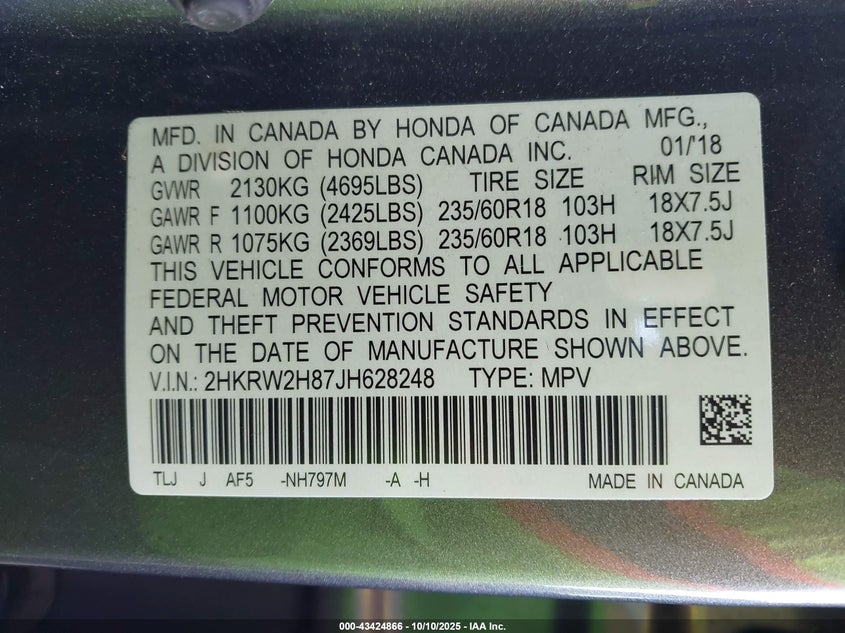 MFD. IN CANADA BY HONDA OF CANADA MFG.,
A DIVISION OF HONDA CANADA INC. 01/'18
GVWR 2130KG (4695LBS) TIRE SIZE RIM SIZE
GAWR F 1100KG (2425LBS) 235/60R18 103H 18X7.5J
GAWR R 1075KG (2369LBS) 235/60R18 103H 18X7.5J
THIS VEHICLE CONFORMS TO ALL APPLICABLE
FEDERAL MOTOR VEHICLE SAFETY
AND THEFT PREVENTION STANDARDS IN EFFECT
ON THE DATE OF MANUFACTURE SHOWN ABOVE.
V.I.N.: 2HKRW2H87JH628248 TYPE: MPV
TLJ J AF5 -NH797M -A -H MADE IN CANADA
000-43424866 - 10/10/2025 - IAA Inc.